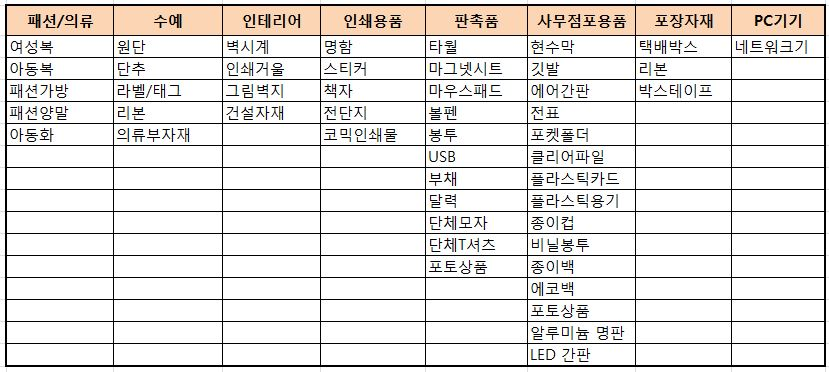 패션/의류 수예 인테리어 인쇄용품 판촉품 사무점포용품 포장자재 PC기기
여성복 원단 벽시계 명함 타월 현수막 택배박스 네트워크기
아동복 단추 인쇄거울 스티커 마그넷시트 깃발 리본
패션가방 라벨/태그 그림벽지 책자 마우스패드 에어간판 박스테이프
패션양말 리본 건설자재 전단지 볼펜 전표
아동화 의류부자재 코믹인쇄물 봉투 포켓폴더
USB 클리어파일
부채 플라스틱카드
달력 플라스틱용기
단체모자 종이컵
단체T셔츠 비닐봉투
포토상품 종이백
에코백
포토상품
알루미늄 명판
LED 간판